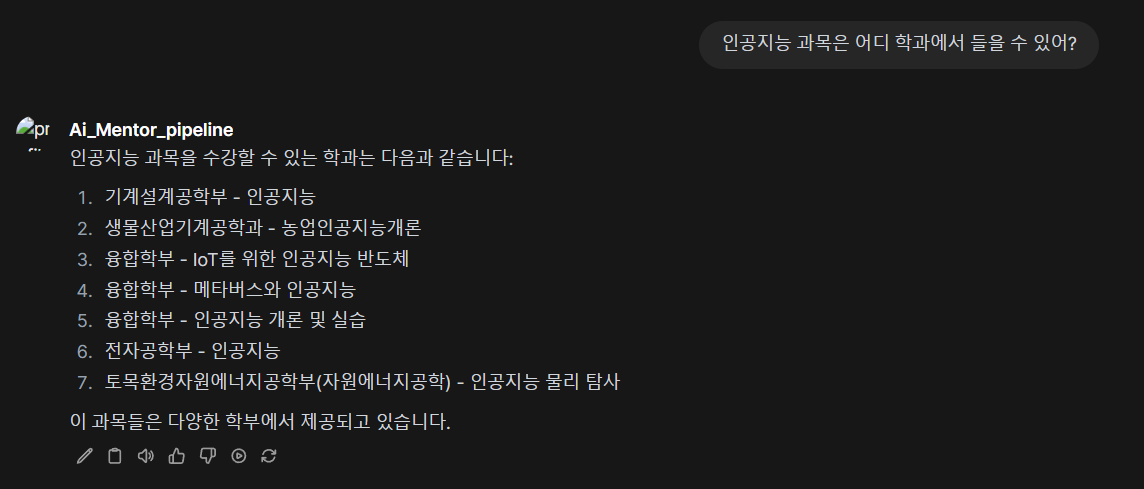 인공지능 과목은 어디 학과에서 들을 수 있어?
pr
Ai_Mentor_pipeline
인공지능 과목을 수강할 수 있는 학과는 다음과 같습니다:
1. 기계설계공학부 - 인공지능
2. 생물산업기계공학과 - 농업인공지능개론
3. 융합학부 - IoT를 위한 인공지능 반도체
4. 융합학부 - 메타버스와 인공지능
5. 융합학부 - 인공지능 개론 및 실습
6. 전자공학부 - 인공지능
7. 토목환경자원에너지공학부(자원에너지공학) - 인공지능 물리 탐사
이 과목들은 다양한 학부에서 제공되고 있습니다.